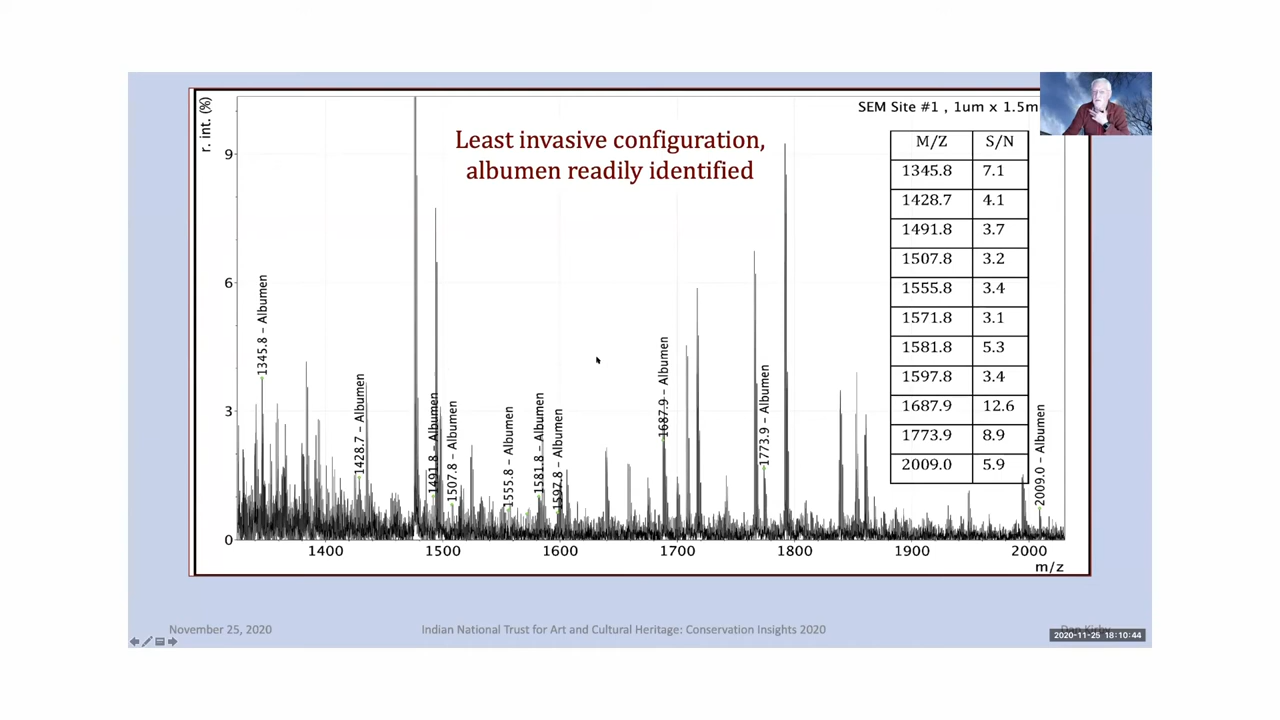 r. int. (%)
SEM Site #1 , 1um x 1.5m
Least invasive configuration,
albumen readily identified
M/Z S/N
1345.8 7.1
1428.7 4.1
1491.8 3.7
1507.8 3.2
1555.8 3.4
1571.8 3.1
1581.8 5.3
1597.8 3.4
1687.9 12.6
1773.9 8.9
2009.0 5.9
9
6
3
0
1345.8 – Albumen
1428.7 – Albumen
1491.8 – Albumen
1507.8 – Albumen
1555.8 – Albumen
1581.8 – Albumen
1597.8 – Albumen
1687.9 – Albumen
1773.9 – Albumen
2009.0 – Albumen
1400 1500 1600 1700 1800 1900 2000
m/z
November 25, 2020
Indian National Trust for Art and Cultural Heritage: Conservation Insights 2020
2020-11-25 18:10:44